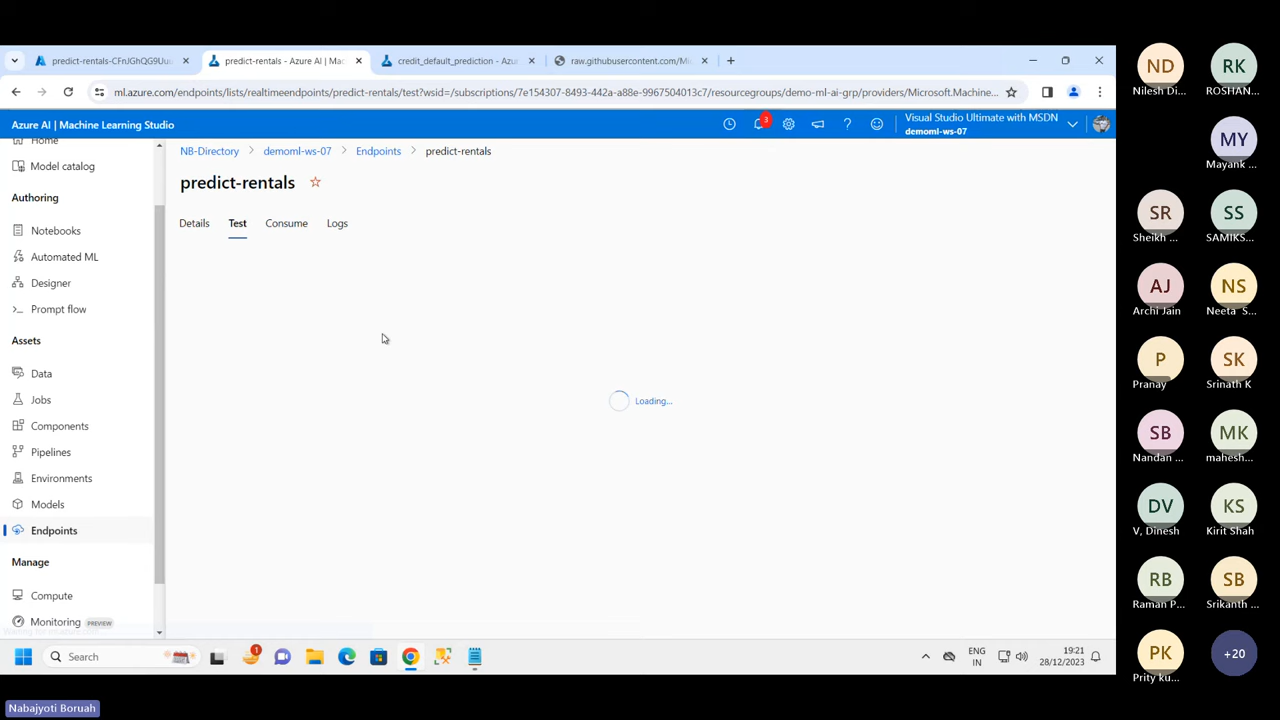 predict-rentals-CFnJGhQG9Uu
predict-rentals - Azure AI | Ma
credit_default_prediction - Azu
raw.githubusercontent.com/Mi
ml.azure.com/endpoints/lists/realtimeendpoints/predict-rentals/test?wsid=/subscriptions/7e154307-8493-442a-a88e-9967504013c7/resourcegroups/demo-ml-ai-grp/providers/Microsoft.Machine...
Azure AI | Machine Learning Studio
3
Visual Studio Ultimate with MSDN
demoml-ws-07
Home
Model catalog
Authoring
Notebooks
Automated ML
Designer
Prompt flow
Assets
Data
Jobs
Components
Pipelines
Environments
Models
Endpoints
Manage
Compute
Monitoring PREVIEW
NB-Directory > demoml-ws-07 > Endpoints > predict-rentals
predict-rentals
Details Test Consume Logs
Loading...
Search
1
ENG
IN
19:21
28/12/2023
Nabajyoti Boruah
ND RK
Nilesh Di... ROSHAN...
MY
Mayank ...
SR SS
Sheikh ... SAMIKS...
AJ NS
Archi Jain Neeta S...
P SK
Pranay Srinath K
SB MK
Nandan ... mahesh...
DV KS
V, Dinesh Kirit Shah
RB SB
Raman P... Srikanth ...
PK +20
Prity ku...